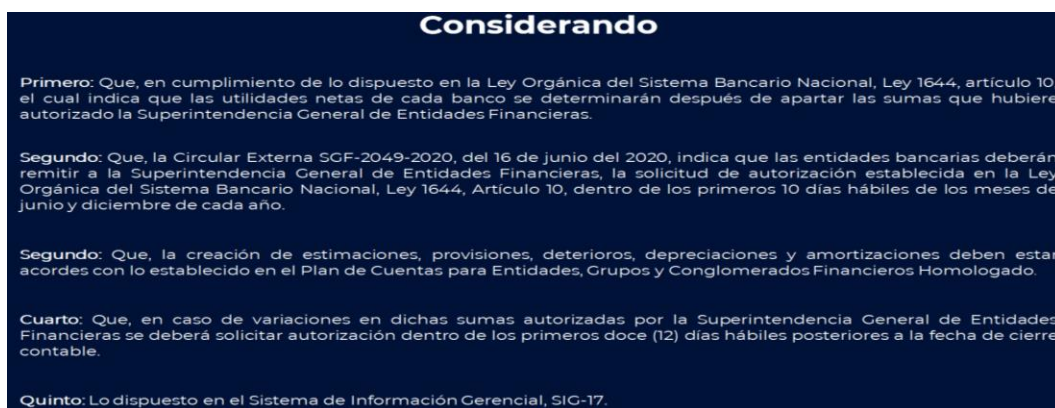 Considerando
Primero: Que, en cumplimiento de lo dispuesto en la Ley Orgánica del Sistema Bancario Nacional, Ley 1644, artículo 10
el cual indica que las utilidades netas de cada banco se determinarán después de apartar las sumas que hubiere
autorizado la Superintendencia General de Entidades Financieras.
Segundo: Que, la Circular Externa SGF-2049-2020, del 16 de junio del 2020, indica que las entidades bancarias deberán
remitir a la Superintendencia General de Entidades Financieras, la solicitud de autorización establecida en la Ley
Orgánica del Sistema Bancario Nacional, Ley 1644, Artículo 10, dentro de los primeros 10 días hábiles de los meses de
junio y diciembre de cada año.
Segundo: Que, la creación de estimaciones, provisiones, deterioros, depreciaciones y amortizaciones deben estar
acordes con lo establecido en el Plan de Cuentas para Entidades, Grupos y Conglomerados Financieros Homologado.
Cuarto: Que, en caso de variaciones en dichas sumas autorizadas por la Superintendencia General de Entidades
Financieras se deberá solicitar autorización dentro de los primeros doce (12) días hábiles posteriores a la fecha de cierre
contable.
Quinto: Lo dispuesto en el Sistema de Información Gerencial, SIG-17.